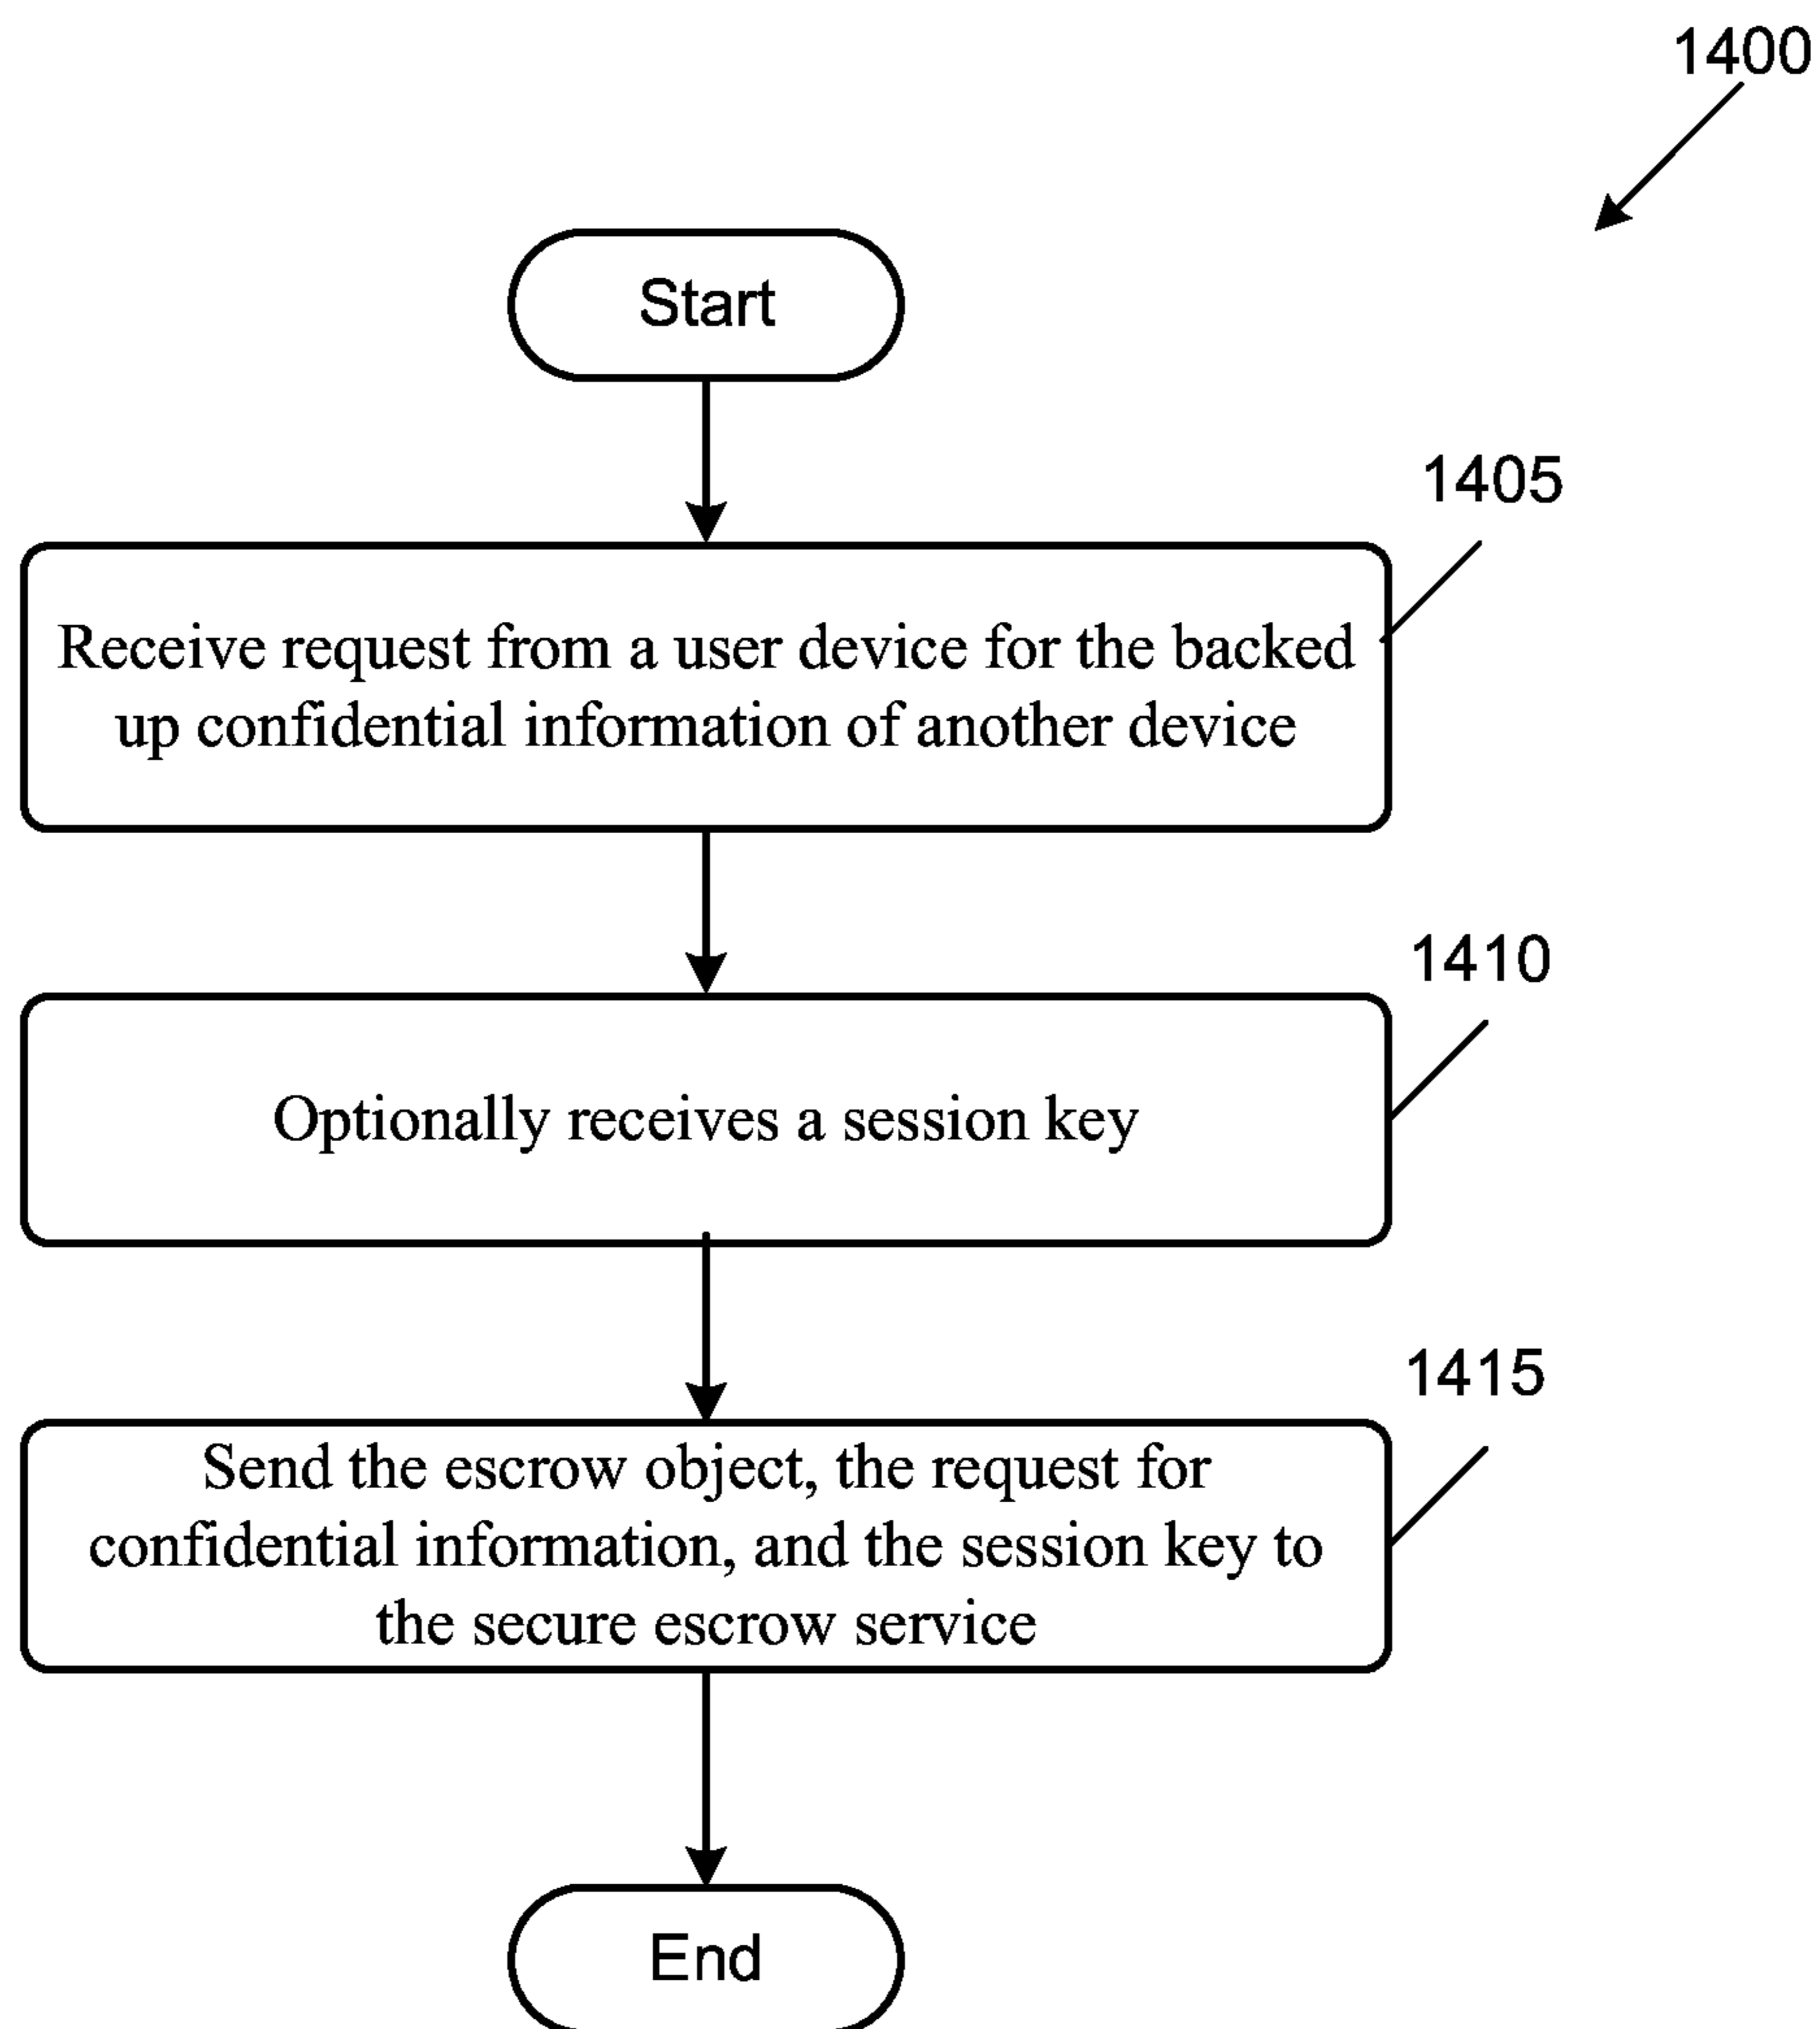 1400
Start
1405
Receive request from a user device for the backed
up confidential information of another device
1410
Optionally receives a session key
1415
Send the escrow object, the request for
confidential information, and the session key to
the secure escrow service
End